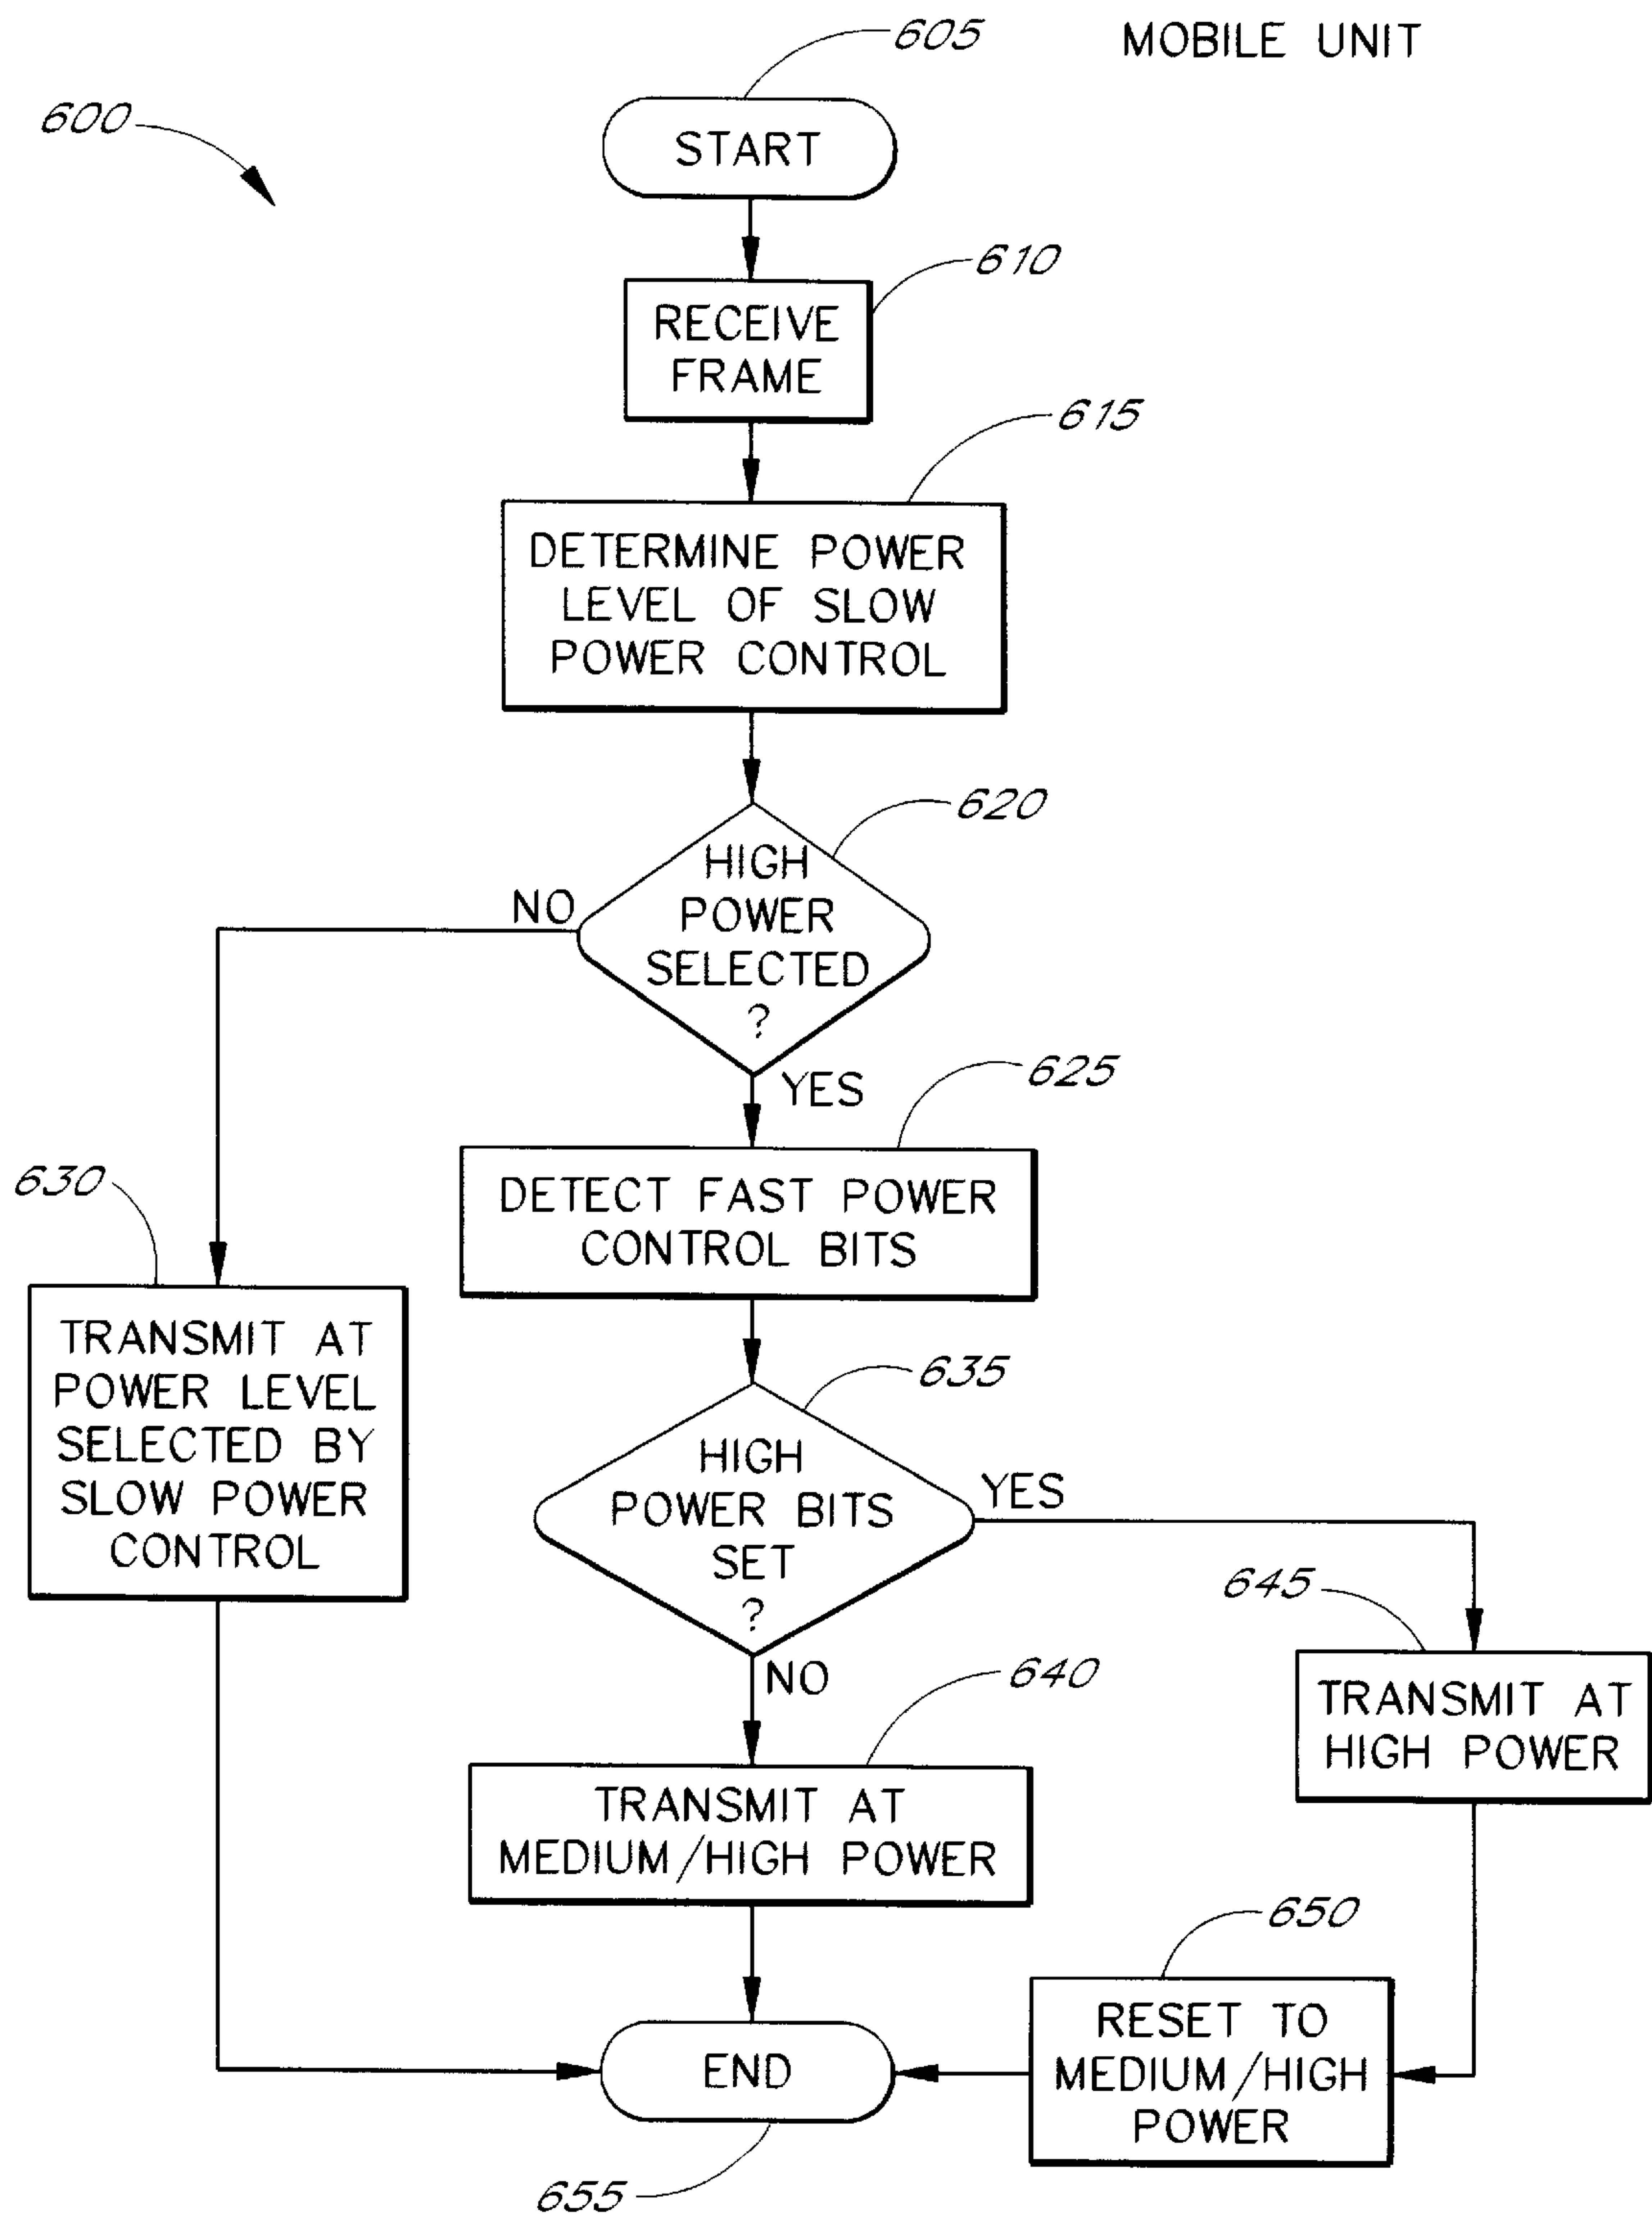 605
MOBILE UNIT
600
START
610
RECEIVE
FRAME
615
DETERMINE POWER
LEVEL OF SLOW
POWER CONTROL
620
HIGH
POWER
SELECTED
?
NO
YES
625
DETECT FAST POWER
CONTROL BITS
630
TRANSMIT AT
POWER LEVEL
SELECTED BY
SLOW POWER
CONTROL
635
HIGH
POWER BITS
SET
?
YES
NO
645
TRANSMIT AT
HIGH POWER
640
TRANSMIT AT
MEDIUM/HIGH POWER
650
RESET TO
MEDIUM/HIGH
POWER
END
655